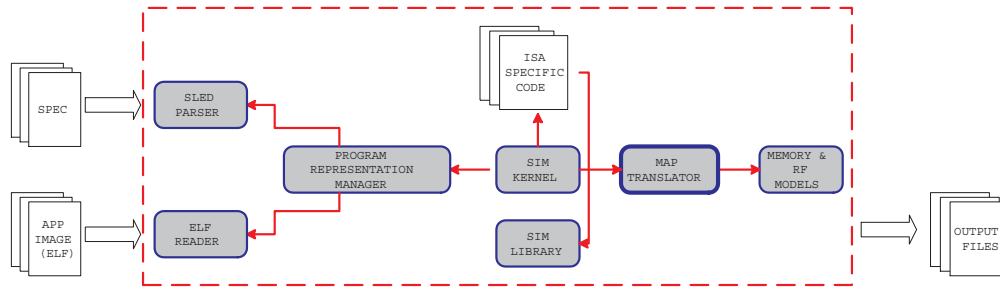 SPEC
SLED
PARSER
ISA
SPECIFIC
CODE
PROGRAM
REPRESENTATION
MANAGER
SIM
KERNEL
MAP
TRANSLATOR
MEMORY &
RF
MODELS
APP
IMAGE
(ELF)
ELF
READER
SIM
LIBRARY
OUTPUT
FILES